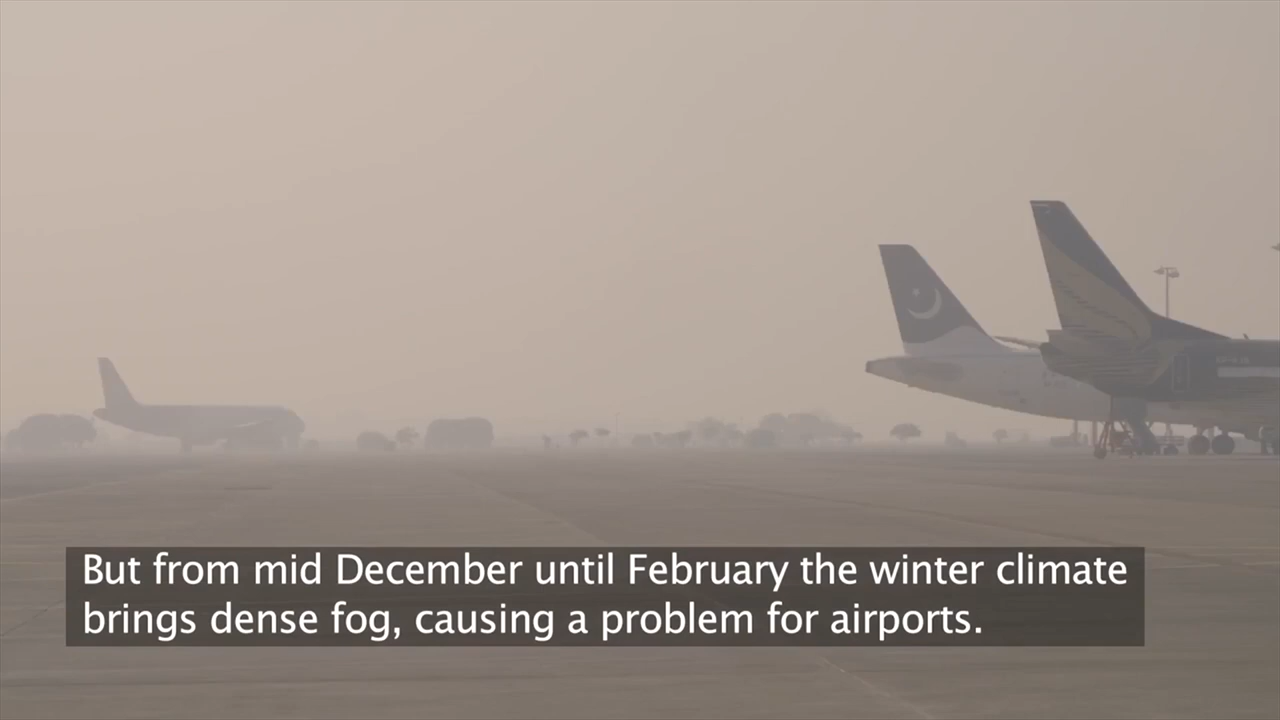 But from mid December until February the winter climate
brings dense fog, causing a problem for airports.